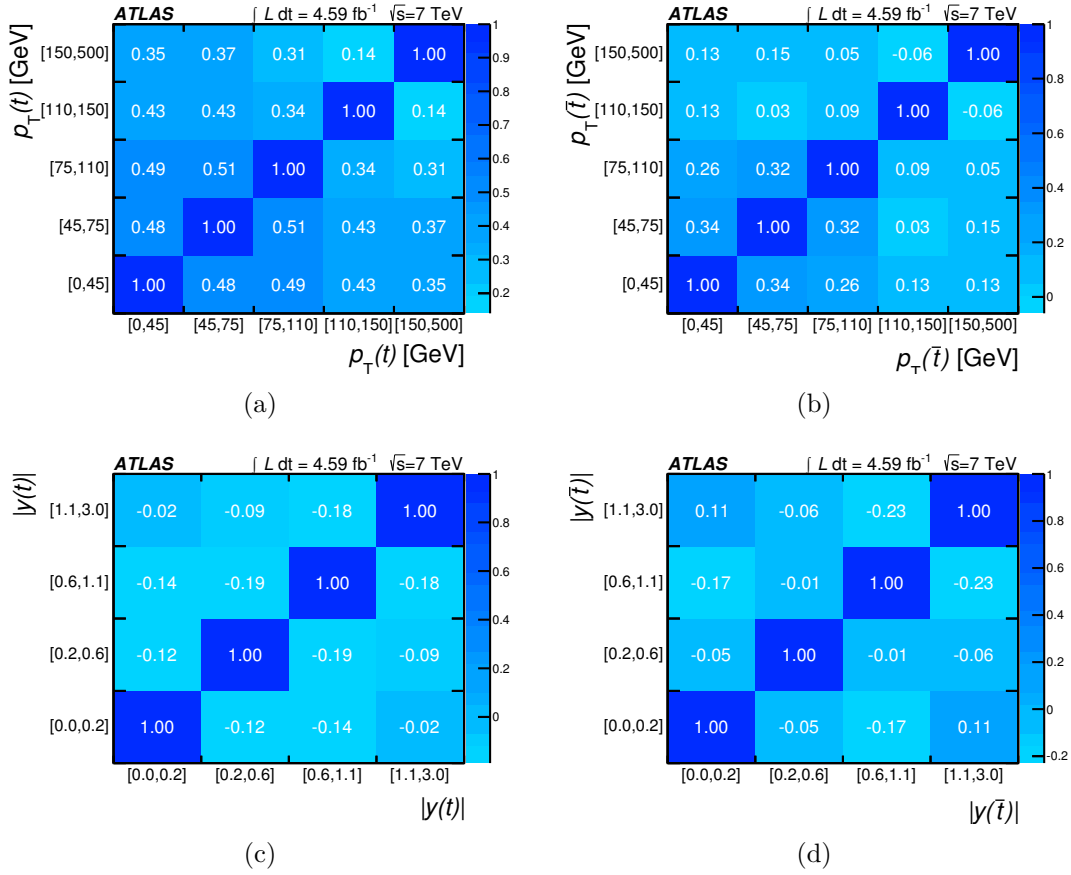 ATLAS ∫ L dt = 4.59 fb⁻¹ √s=7 TeV
p_T(t) [GeV]
[150,500] 0.35 0.37 0.31 0.14 1.00
[110,150] 0.43 0.43 0.34 1.00 0.14
[75,110] 0.49 0.51 1.00 0.34 0.31
[45,75] 0.48 1.00 0.51 0.43 0.37
[0,45] 1.00 0.48 0.49 0.43 0.35
[0,45] [45,75] [75,110] [110,150] [150,500]
p_T(t) [GeV]
1
0.9
0.8
0.7
0.6
0.5
0.4
0.3
0.2
(a)
ATLAS ∫ L dt = 4.59 fb⁻¹ √s=7 TeV
p_T(t̄) [GeV]
[150,500] 0.13 0.15 0.05 -0.06 1.00
[110,150] 0.13 0.03 0.09 1.00 -0.06
[75,110] 0.26 0.32 1.00 0.09 0.05
[45,75] 0.34 1.00 0.32 0.03 0.15
[0,45] 1.00 0.34 0.26 0.13 0.13
[0,45] [45,75] [75,110] [110,150] [150,500]
p_T(t̄) [GeV]
1
0.8
0.6
0.4
0.2
0
(b)
ATLAS ∫ L dt = 4.59 fb⁻¹ √s=7 TeV
|y(t)|
[1.1,3.0] -0.02 -0.09 -0.18 1.00
[0.6,1.1] -0.14 -0.19 1.00 -0.18
[0.2,0.6] -0.12 1.00 -0.19 -0.09
[0.0,0.2] 1.00 -0.12 -0.14 -0.02
[0.0,0.2] [0.2,0.6] [0.6,1.1] [1.1,3.0]
|y(t)|
1
0.8
0.6
0.4
0.2
0
(c)
ATLAS ∫ L dt = 4.59 fb⁻¹ √s=7 TeV
|y(t̄)|
[1.1,3.0] 0.11 -0.06 -0.23 1.00
[0.6,1.1] -0.17 -0.01 1.00 -0.23
[0.2,0.6] -0.05 1.00 -0.01 -0.06
[0.0,0.2] 1.00 -0.05 -0.17 0.11
[0.0,0.2] [0.2,0.6] [0.6,1.1] [1.1,3.0]
|y(t̄)|
1
0.8
0.6
0.4
0.2
0
-0.2
(d)